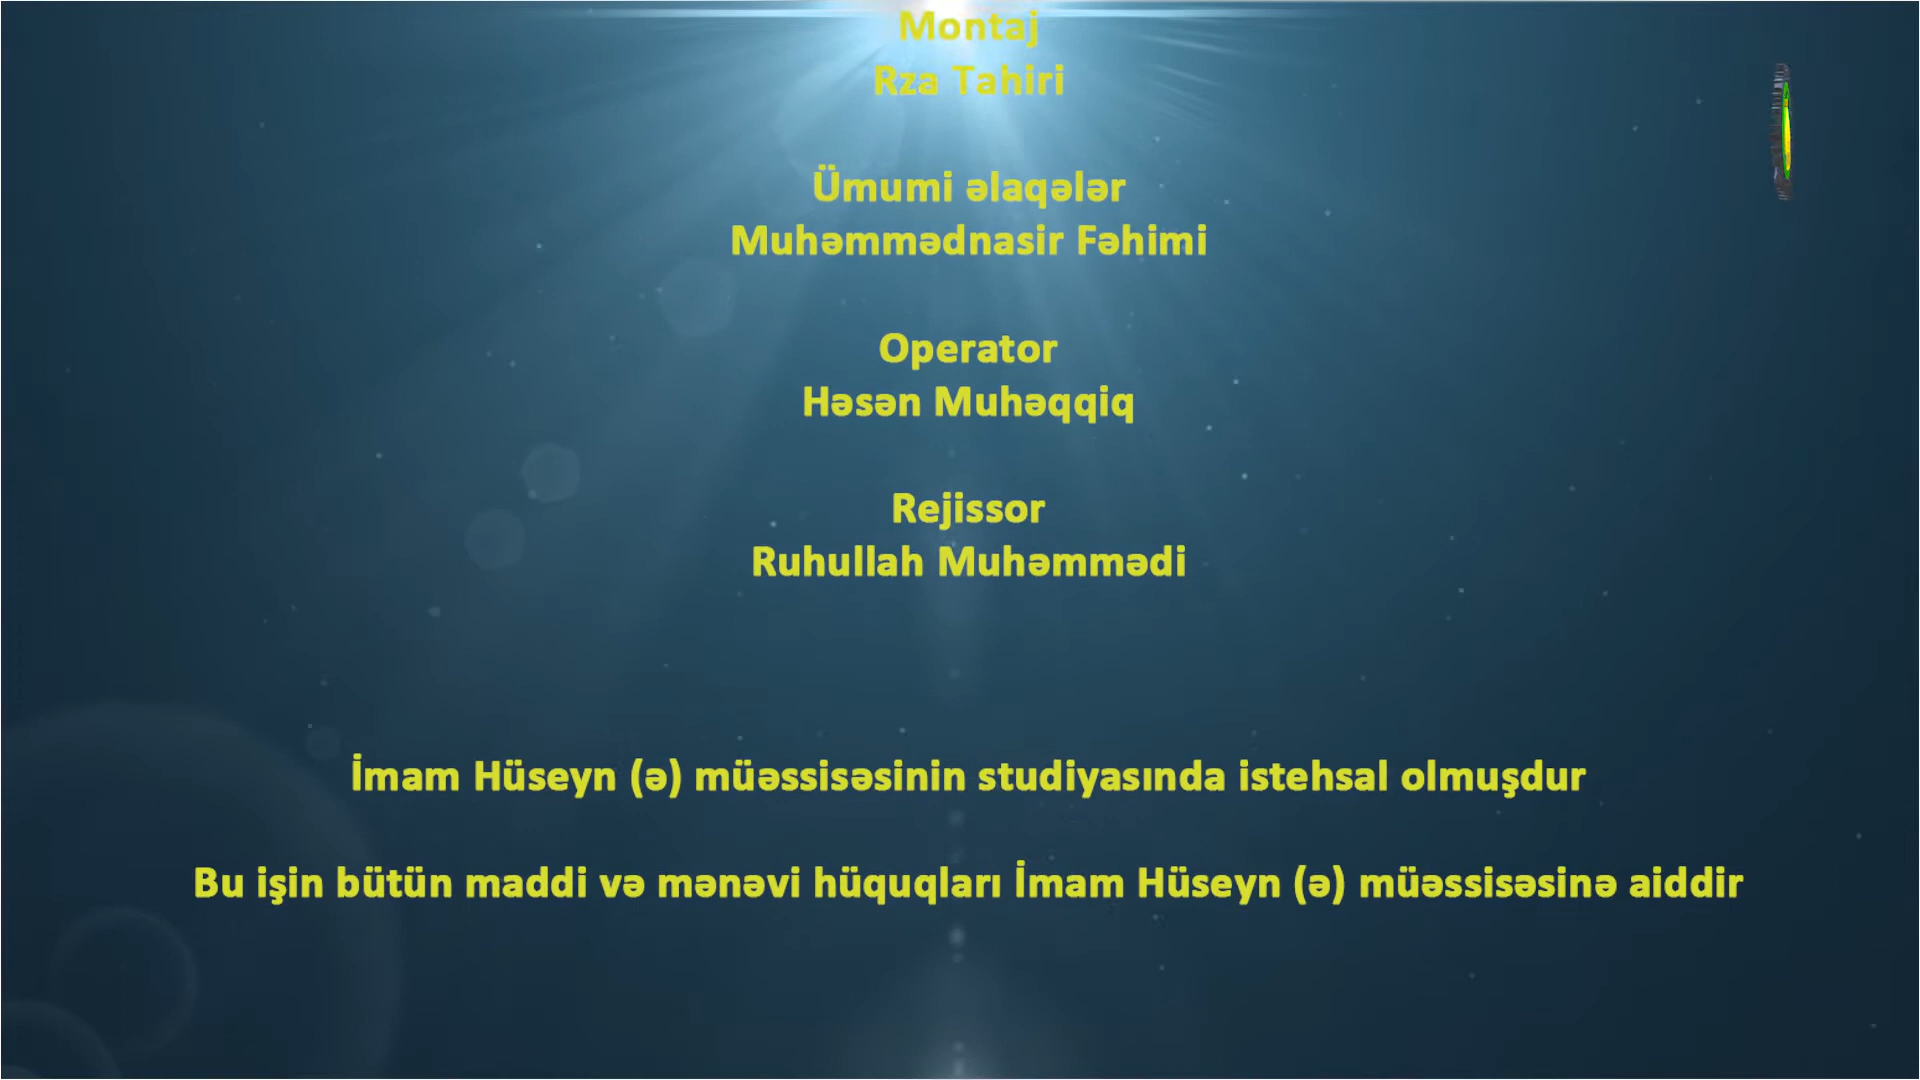 Montaj
Rza Tahiri
Ümumi əlaqələr
Muhəmmədnasir Fəhimi
Operator
Həsən Muhəqqiq
Rejissor
Ruhullah Muhəmmədi
İmam Hüseyn (ə) müəssisəsinin studiyasında istehsal olmuşdur
Bu işin bütün maddi və mənəvi hüquqları İmam Hüseyn (ə) müəssisəsinə aiddir